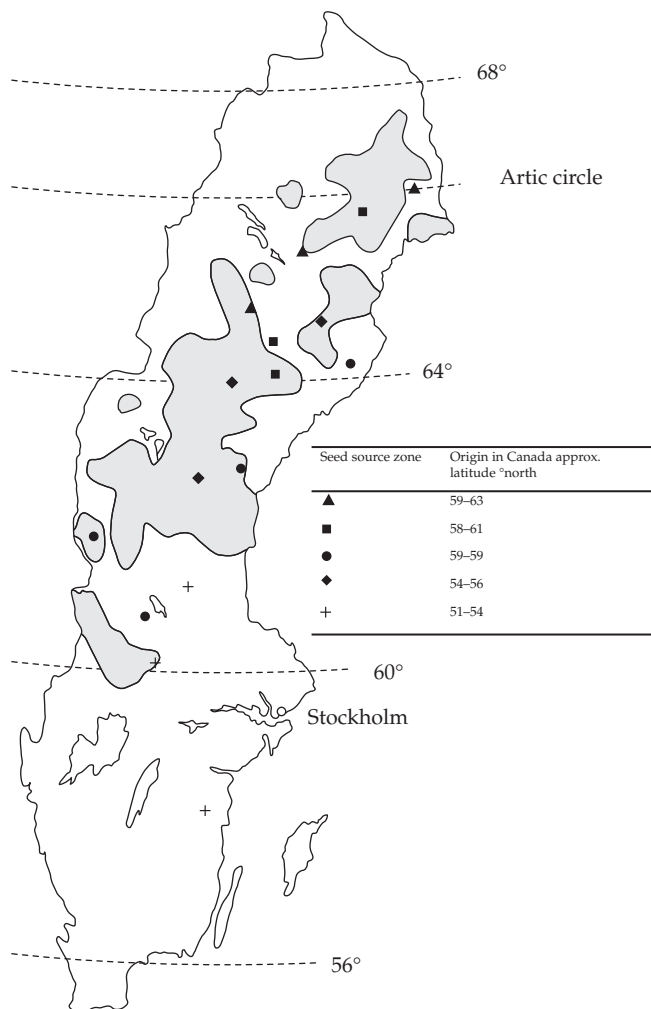 68°
Artic circle
64°
Seed source zone Origin in Canada approx.
latitude °north
59–63
58–61
59–59
54–56
51–54
60°
Stockholm
56°